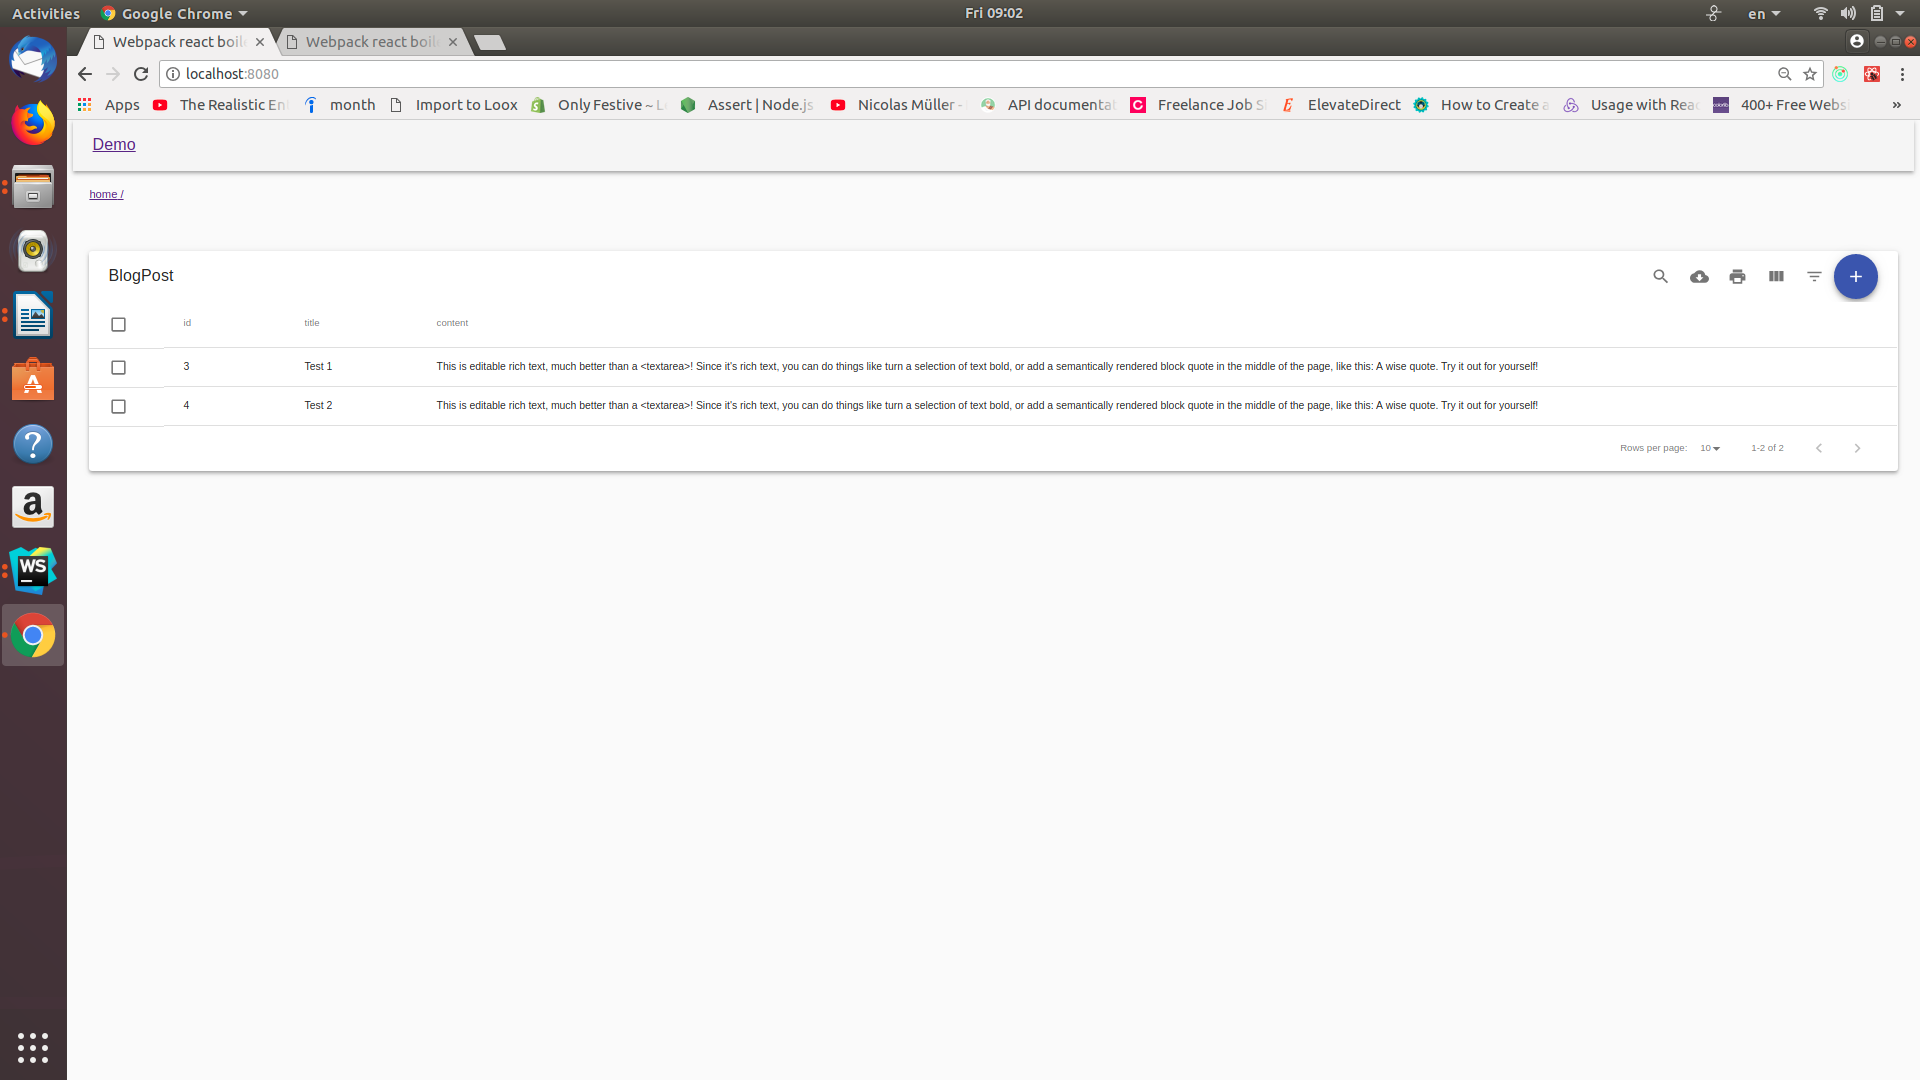 Activities Google Chrome Fri 09:02 en
Webpack react boil Webpack react boil
localhost:8080
Apps The Realistic En month Import to Loox Only Festive ~ L Assert | Node.js Nicolas Müller - API documentat Freelance Job S ElevateDirect How to Create a Usage with Reac 400+ Free Websi »
Demo
home /
BlogPost
id title content
3 Test 1 This is editable rich text, much better than a <textarea>! Since it's rich text, you can do things like turn a selection of text bold, or add a semantically rendered block quote in the middle of the page, like this: A wise quote. Try it out for yourself!
4 Test 2 This is editable rich text, much better than a <textarea>! Since it's rich text, you can do things like turn a selection of text bold, or add a semantically rendered block quote in the middle of the page, like this: A wise quote. Try it out for yourself!
Rows per page: 10 1-2 of 2
WS